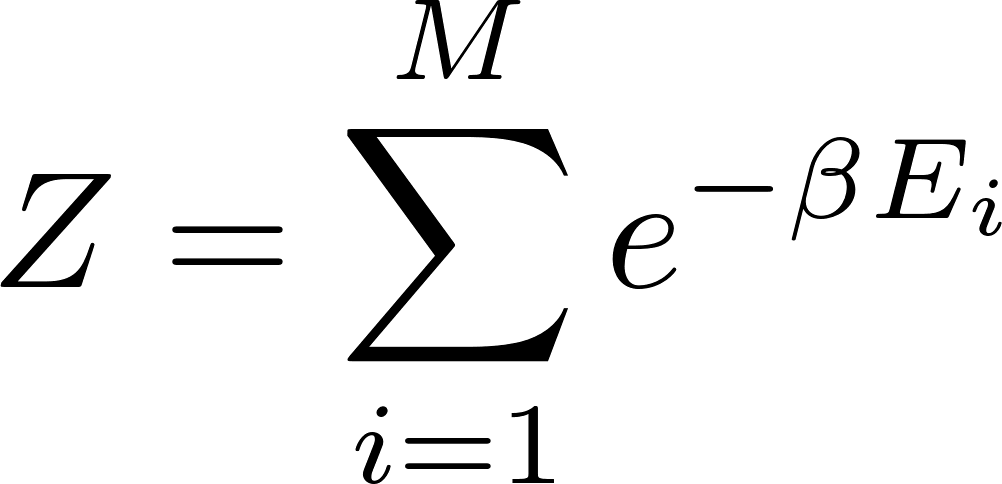 Z = \sum_{i=1}^{M} e^{-\beta E_i}